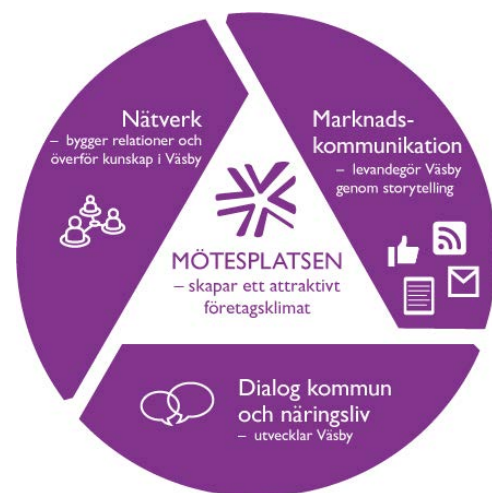 Nätverk
– bygger relationer och
överför kunskap i Väsby
Marknads-
kommunikation
– levandegör Väsby
genom storytelling
MÖTESPLATSEN
– skapar ett attraktivt
företagsklimat
Dialog kommun
och näringsliv
– utvecklar Väsby